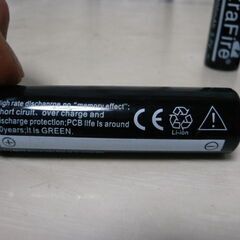 TraFire
high rate discharge,no "memory effect";
short circuit, over charge and
discharge protection;PCB life is around
0years;it is GREEN.
CE
Li-ion
+
-